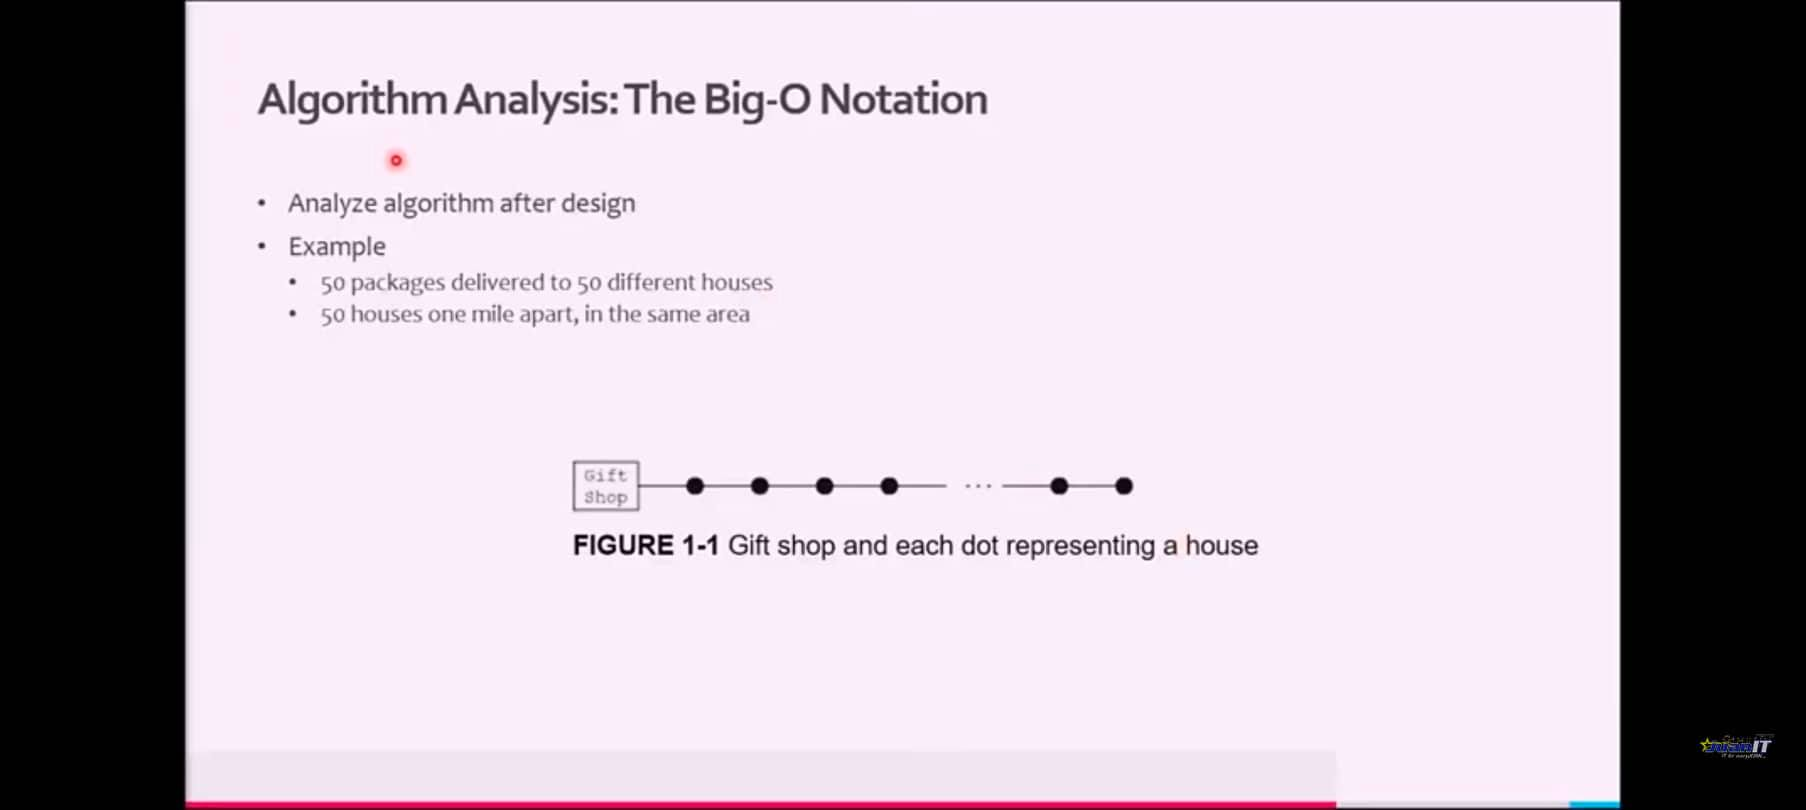 Algorithm Analysis: The Big-O Notation
• Analyze algorithm after design
• Example
• 50 packages delivered to 50 different houses
• 50 houses one mile apart, in the same area
Gift
Shop
...
FIGURE 1-1 Gift shop and each dot representing a house
JuanIT